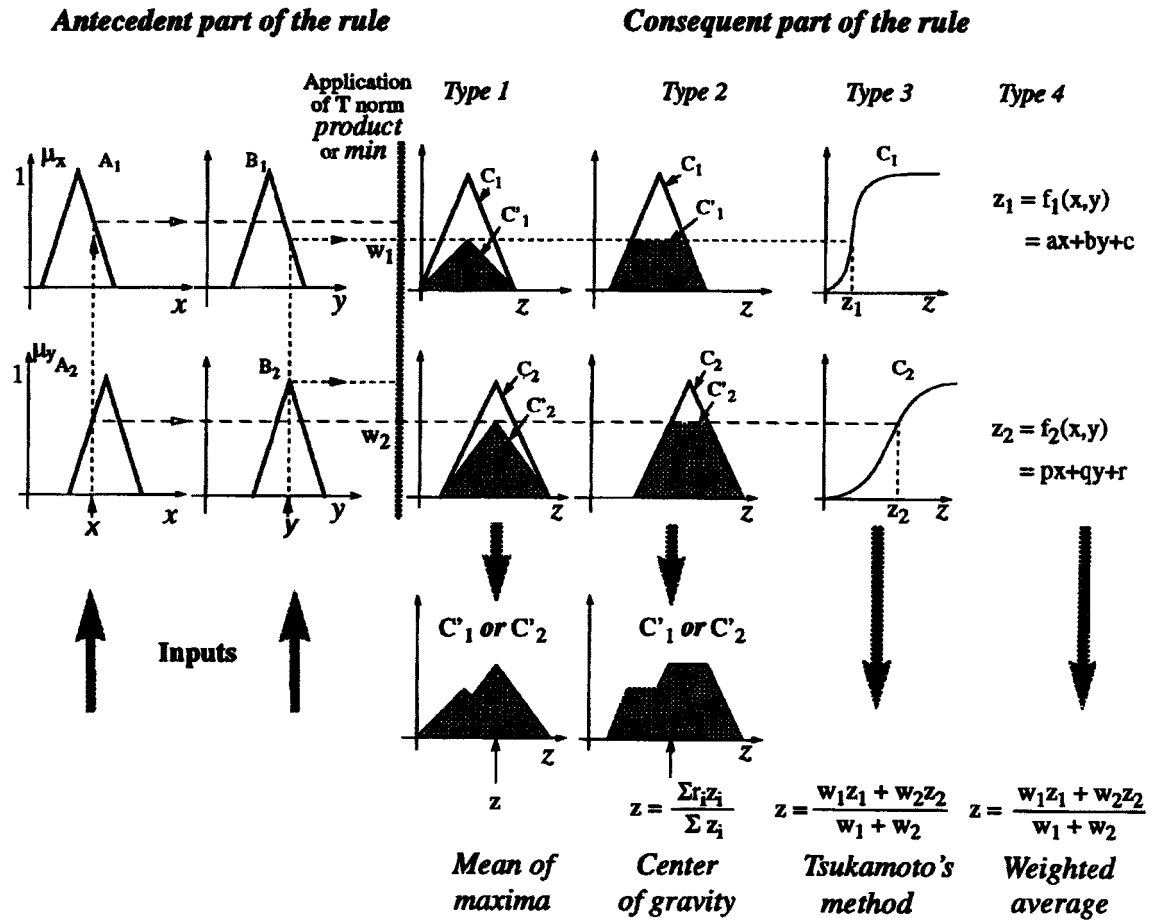 Antecedent part of the rule
Consequent part of the rule
Application
of T norm
product
or min
Type 1
Type 2
Type 3
Type 4
1
μx
A1
x
B1
y
w1
C1
C'1
z
C1
C'1
z
C1
z1
z
z1 = f1(x,y)
= ax+by+c
1
μy
A2
x
x
B2
y
y
w2
C2
C'2
z
C2
C'2
z
C2
z2
z
z2 = f2(x,y)
= px+qy+r
Inputs
C'1 or C'2
z
z
C'1 or C'2
z
z = Σrizi / Σ zi
z = w1z1 + w2z2 / w1 + w2
z = w1z1 + w2z2 / w1 + w2
Mean of
maxima
Center
of gravity
Tsukamoto's
method
Weighted
average